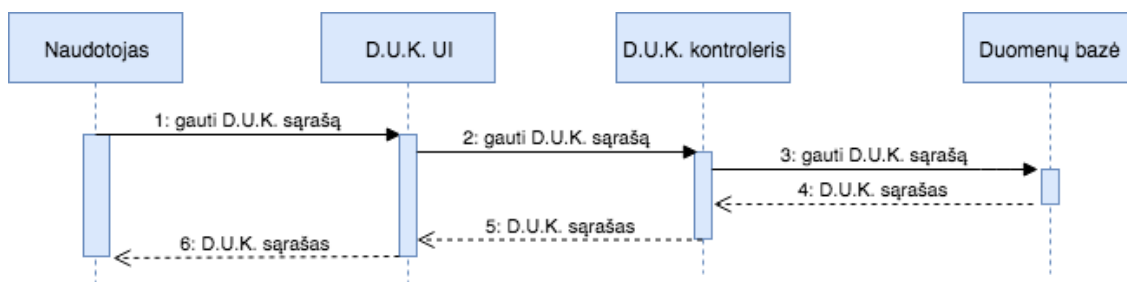 Naudotojas
D.U.K. UI
D.U.K. kontroleris
Duomenų bazė
1: gauti D.U.K. sąrašą
2: gauti D.U.K. sąrašą
3: gauti D.U.K. sąrašą
4: D.U.K. sąrašas
5: D.U.K. sąrašas
6: D.U.K. sąrašas